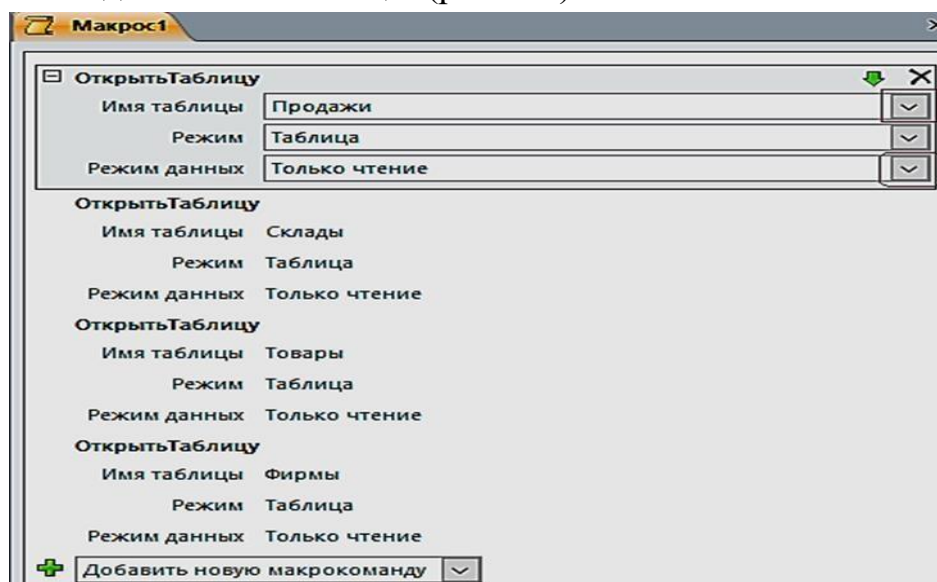 Макрос1
ОткрытьТаблицу
Имя таблицы Продажи
Режим Таблица
Режим данных Только чтение
ОткрытьТаблицу
Имя таблицы Склады
Режим Таблица
Режим данных Только чтение
ОткрытьТаблицу
Имя таблицы Товары
Режим Таблица
Режим данных Только чтение
ОткрытьТаблицу
Имя таблицы Фирмы
Режим Таблица
Режим данных Только чтение
Добавить новую макрокоманду